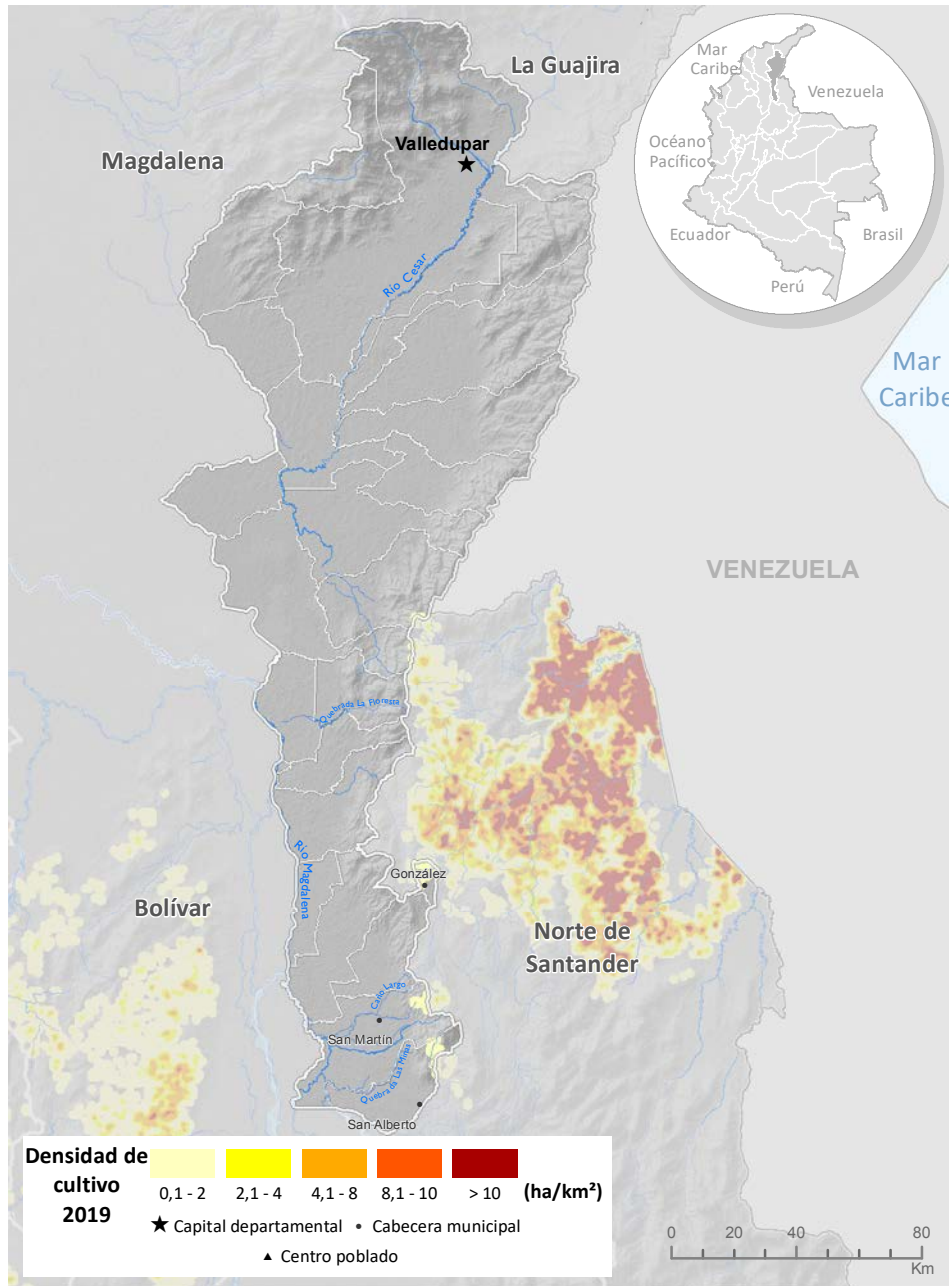 La Guajira
Mar
Caribe
Venezuela
Océano
Pacífico
Ecuador
Brasil
Perú
Magdalena
Valledupar
Río Cesar
Mar
Caribe
VENEZUELA
Quebrada La Floresta
Río Magdalena
González
Bolívar
Norte de
Santander
Caño Largo
San Martín
Quebrada Las Minas
San Alberto
Densidad de
cultivo
2019
0,1 - 2
2,1 - 4
4,1 - 8
8,1 - 10
> 10
(ha/km²)
Capital departamental
Cabecera municipal
Centro poblado
0 20 40 80
Km